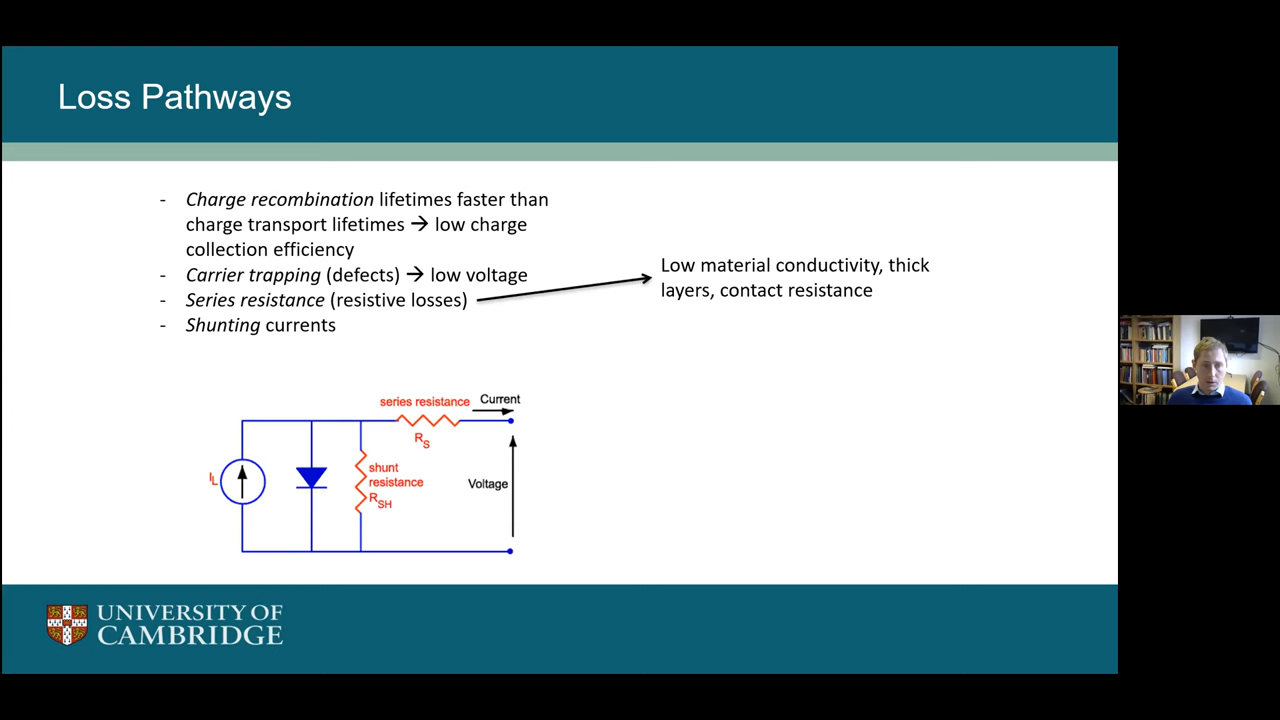 Loss Pathways
- Charge recombination lifetimes faster than
charge transport lifetimes → low charge
collection efficiency
- Carrier trapping (defects) → low voltage
- Series resistance (resistive losses)
- Shunting currents
Low material conductivity, thick
layers, contact resistance
series resistance
Current
RS
IL
shunt
resistance
RSH
Voltage
UNIVERSITY OF
CAMBRIDGE